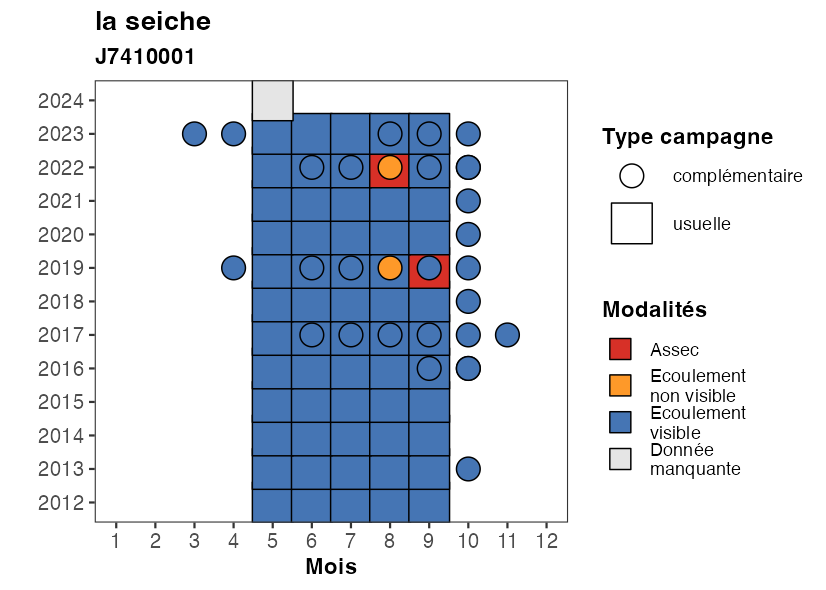 la seiche
J7410001
2024
2023
2022
2021
2020
2019
2018
2017
2016
2015
2014
2013
2012
1 2 3 4 5 6 7 8 9 10 11 12
Mois
Type campagne
complémentaire
usuelle
Modalités
Assec
Ecoulement
non visible
Ecoulement
visible
Donnée
manquante